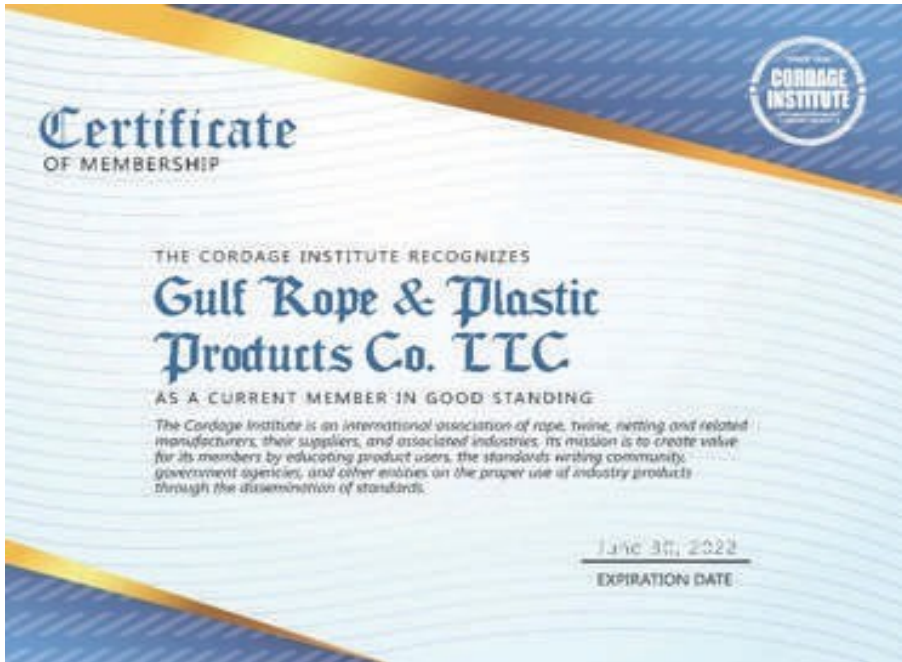 CORDAGE
INSTITUTE
Certificate
OF MEMBERSHIP
THE CORDAGE INSTITUTE RECOGNIZES
Gulf Rope & Plastic
Products Co. LLC
AS A CURRENT MEMBER IN GOOD STANDING
The Cordage Institute is an international association of rope, twine, netting and related
manufacturers, their suppliers, and associated industries. Its mission is to create value
for its members by educating product users, the standards writing community,
government agencies, and other entities on the proper use of industry products
through the dissemination of standards.
June 30, 2022
EXPIRATION DATE